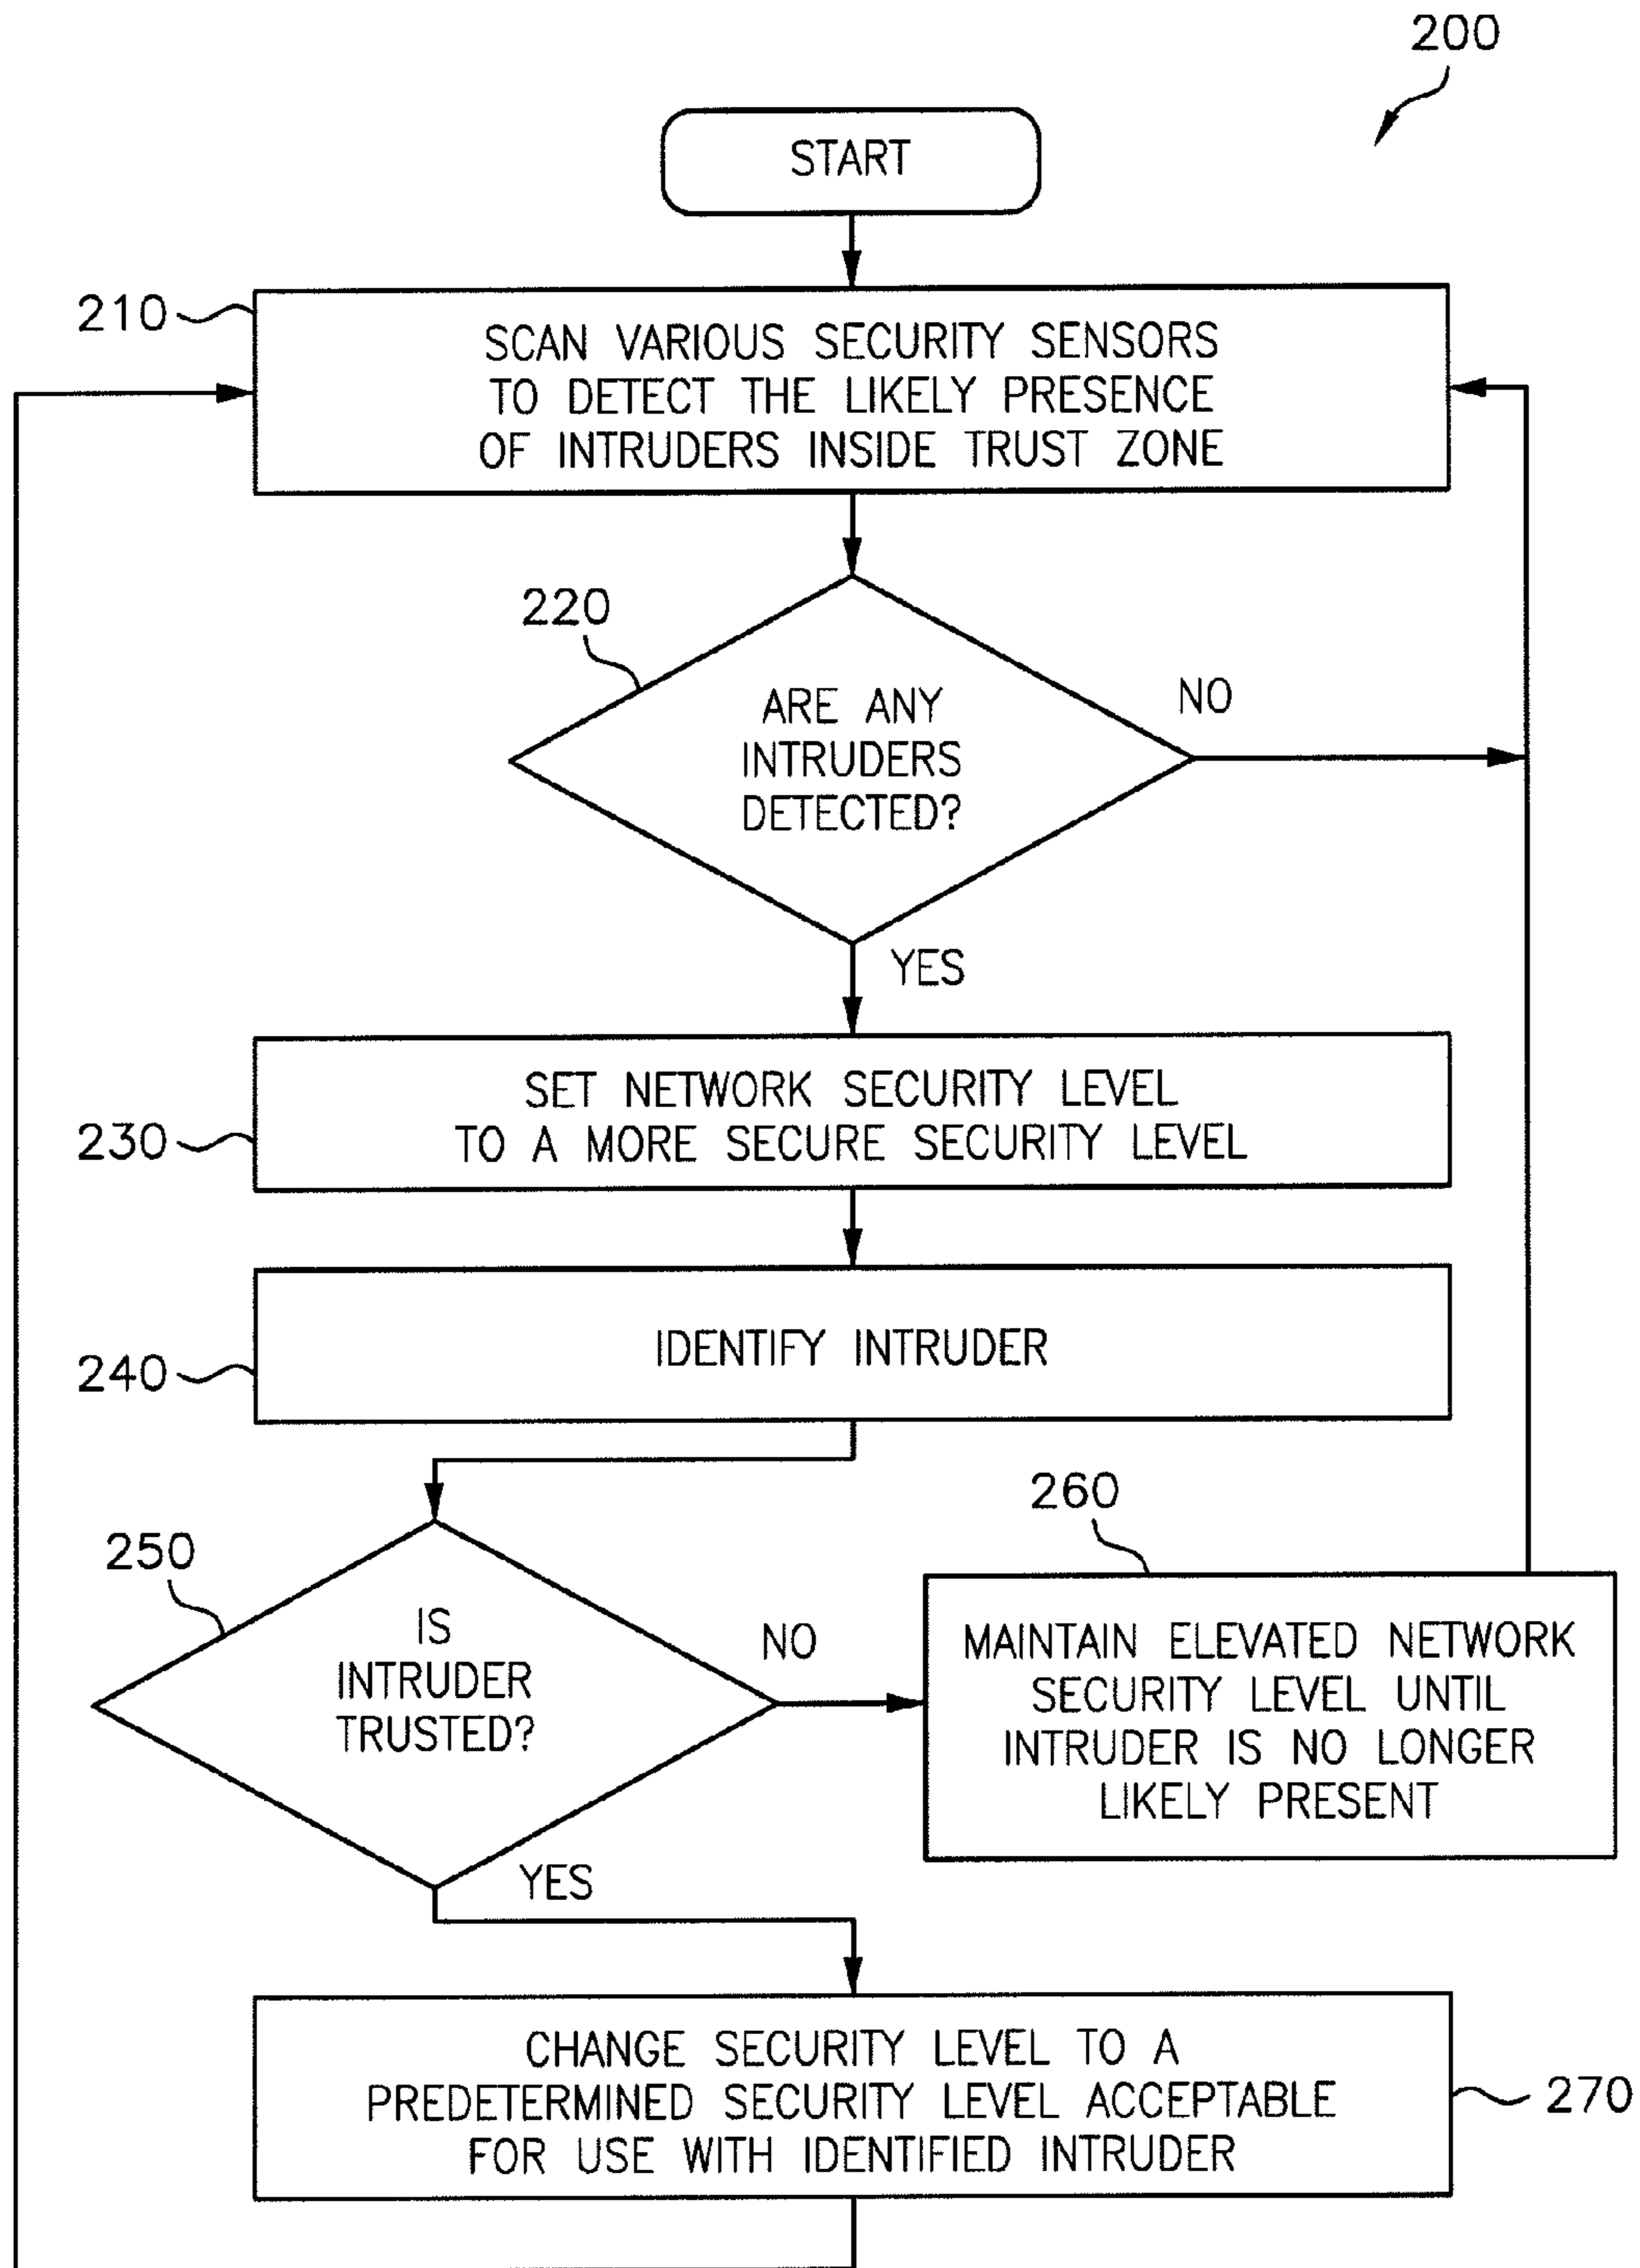 200
START
210
SCAN VARIOUS SECURITY SENSORS
TO DETECT THE LIKELY PRESENCE
OF INTRUDERS INSIDE TRUST ZONE
220
ARE ANY
INTRUDERS
DETECTED?
NO
YES
230
SET NETWORK SECURITY LEVEL
TO A MORE SECURE SECURITY LEVEL
240
IDENTIFY INTRUDER
250
IS
INTRUDER
TRUSTED?
NO
YES
260
MAINTAIN ELEVATED NETWORK
SECURITY LEVEL UNTIL
INTRUDER IS NO LONGER
LIKELY PRESENT
CHANGE SECURITY LEVEL TO A
PREDETERMINED SECURITY LEVEL ACCEPTABLE
FOR USE WITH IDENTIFIED INTRUDER
270